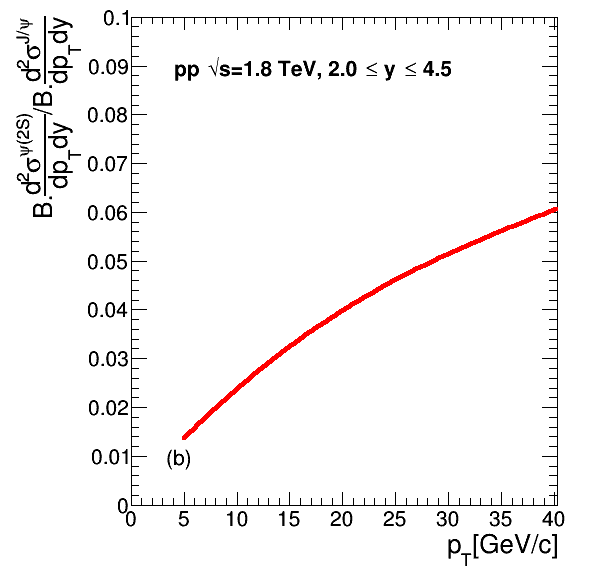 B.d²σ^ψ(2S)/dp_T dy / B.d²σ^J/ψ/dp_T dy
0.1
0.09
0.08
0.07
0.06
0.05
0.04
0.03
0.02
0.01
0
pp √s=1.8 TeV, 2.0 ≤ y ≤ 4.5
(b)
0 5 10 15 20 25 30 35 40
p_T[GeV/c]